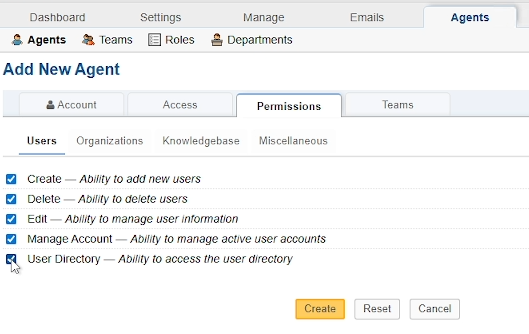 Dashboard Settings Manage Emails Agents
Agents Teams Roles Departments
Add New Agent
Account Access Permissions Teams
Users Organizations Knowledgebase Miscellaneous
Create — Ability to add new users
Delete — Ability to delete users
Edit — Ability to manage user information
Manage Account — Ability to manage active user accounts
User Directory — Ability to access the user directory
Create Reset Cancel